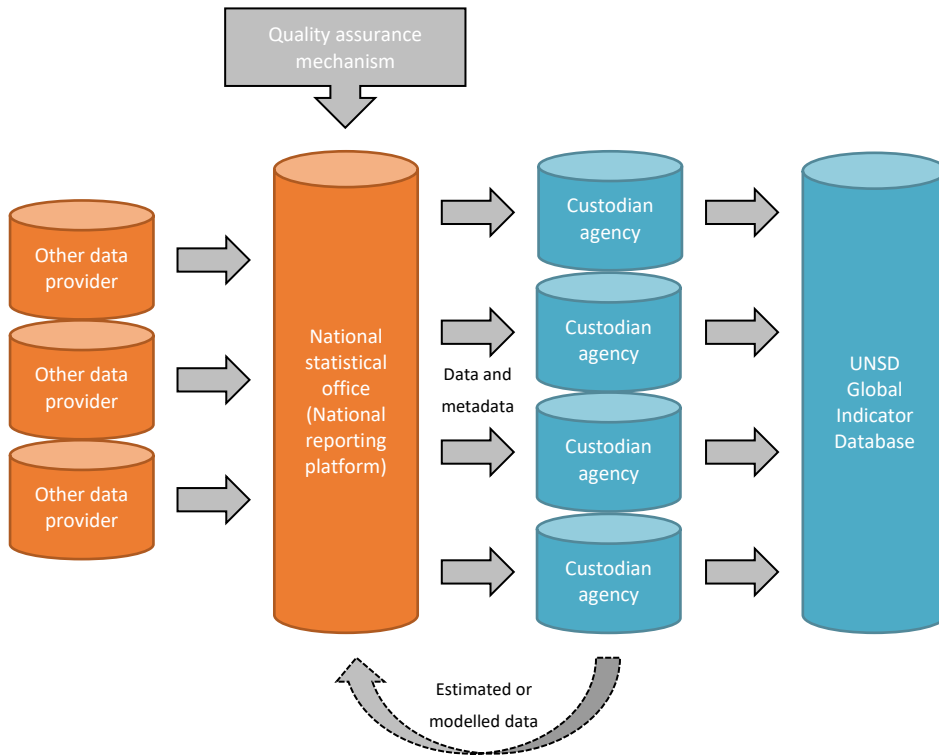 Quality assurance
mechanism
Other data
provider
Other data
provider
Other data
provider
National
statistical
office
(National
reporting
platform)
Data and
metadata
Custodian
agency
Custodian
agency
Custodian
agency
Custodian
agency
UNSD
Global
Indicator
Database
Estimated or
modelled data